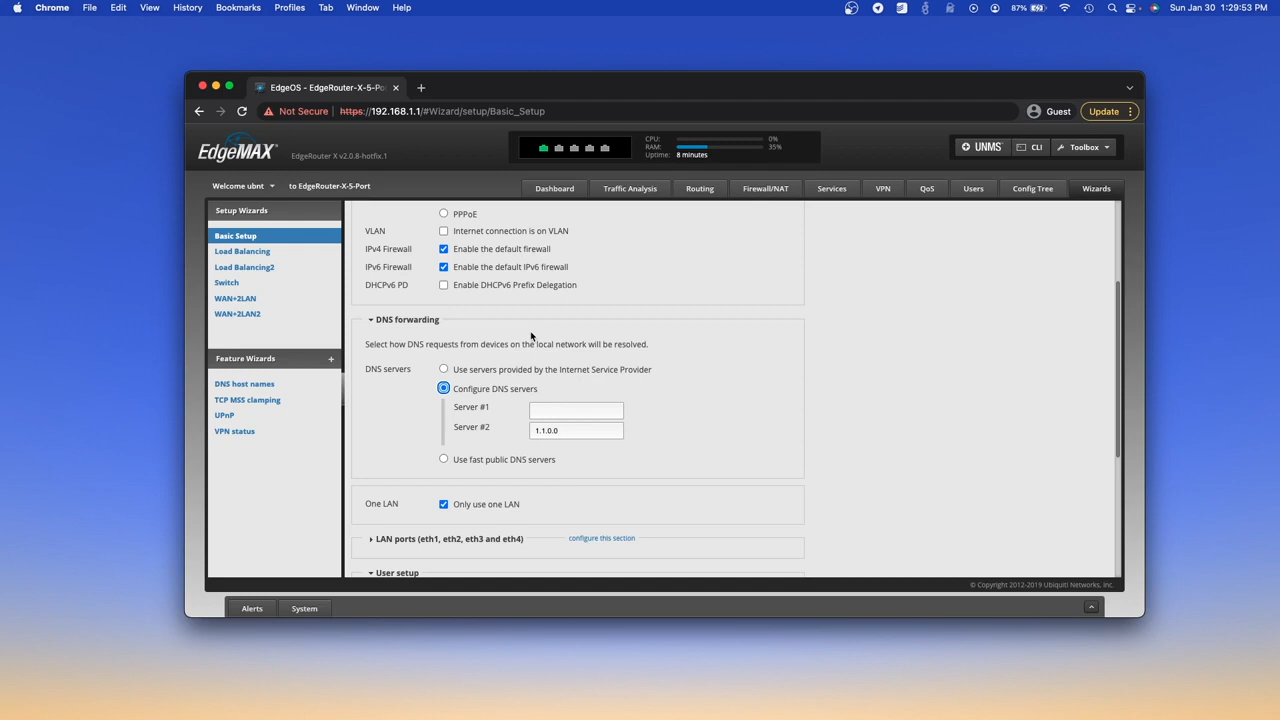 Chrome File Edit View History Bookmarks Profiles Tab Window Help 87% Sun Jan 30 1:29:53 PM
EdgeOS - EdgeRouter-X-5-Po
Not Secure https://192.168.1.1/#Wizard/setup/Basic_Setup Guest Update
EdgeMAX EdgeRouter X v2.0.8-hotfix.1
CPU: 0%
RAM: 35%
Uptime: 8 minutes
UNMS CLI Toolbox
Welcome ubnt to EdgeRouter-X-5-Port
Dashboard Traffic Analysis Routing Firewall/NAT Services VPN QoS Users Config Tree Wizards
Setup Wizards
Basic Setup
Load Balancing
Load Balancing2
Switch
WAN+2LAN
WAN+2LAN2
Feature Wizards +
DNS host names
TCP MSS clamping
UPnP
VPN status
PPPoE
VLAN Internet connection is on VLAN
IPv4 Firewall Enable the default firewall
IPv6 Firewall Enable the default IPv6 firewall
DHCPv6 PD Enable DHCPv6 Prefix Delegation
DNS forwarding
Select how DNS requests from devices on the local network will be resolved.
DNS servers Use servers provided by the Internet Service Provider
Configure DNS servers
Server #1
Server #2 1.1.0.0
Use fast public DNS servers
One LAN Only use one LAN
LAN ports (eth1, eth2, eth3 and eth4) configure this section
User setup
© Copyright 2012-2019 Ubiquiti Networks, Inc.
Alerts System